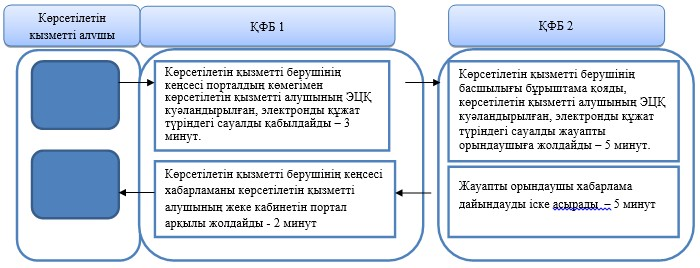 Көрсетілетін
қызметті алушы
ҚФБ 1
ҚФБ 2
Көрсетілетін қызметті берушінің
кеңсесі порталдың көмегімен
көрсетілетін қызметті алушының ЭЦҚ
куәландырылған, электронды құжат
түріндегі сауалды қабылдайды – 3
минут.
Көрсетілетін қызметті берушінің
басшылығы бұрыштама қояды,
көрсетілетін қызметті алушының ЭЦҚ
куәландырылған, электронды құжат
түріндегі сауалды жауапты
орындаушыға жолдайды – 5 минут.
Көрсетілетін қызметті берушінің кеңсесі
хабарламаны көрсетілетін қызметті
алушының жеке кабинетін портал
арқылы жолдайды - 2 минут
Жауапты орындаушы хабарлама
дайындауды іске асырады – 5 минут